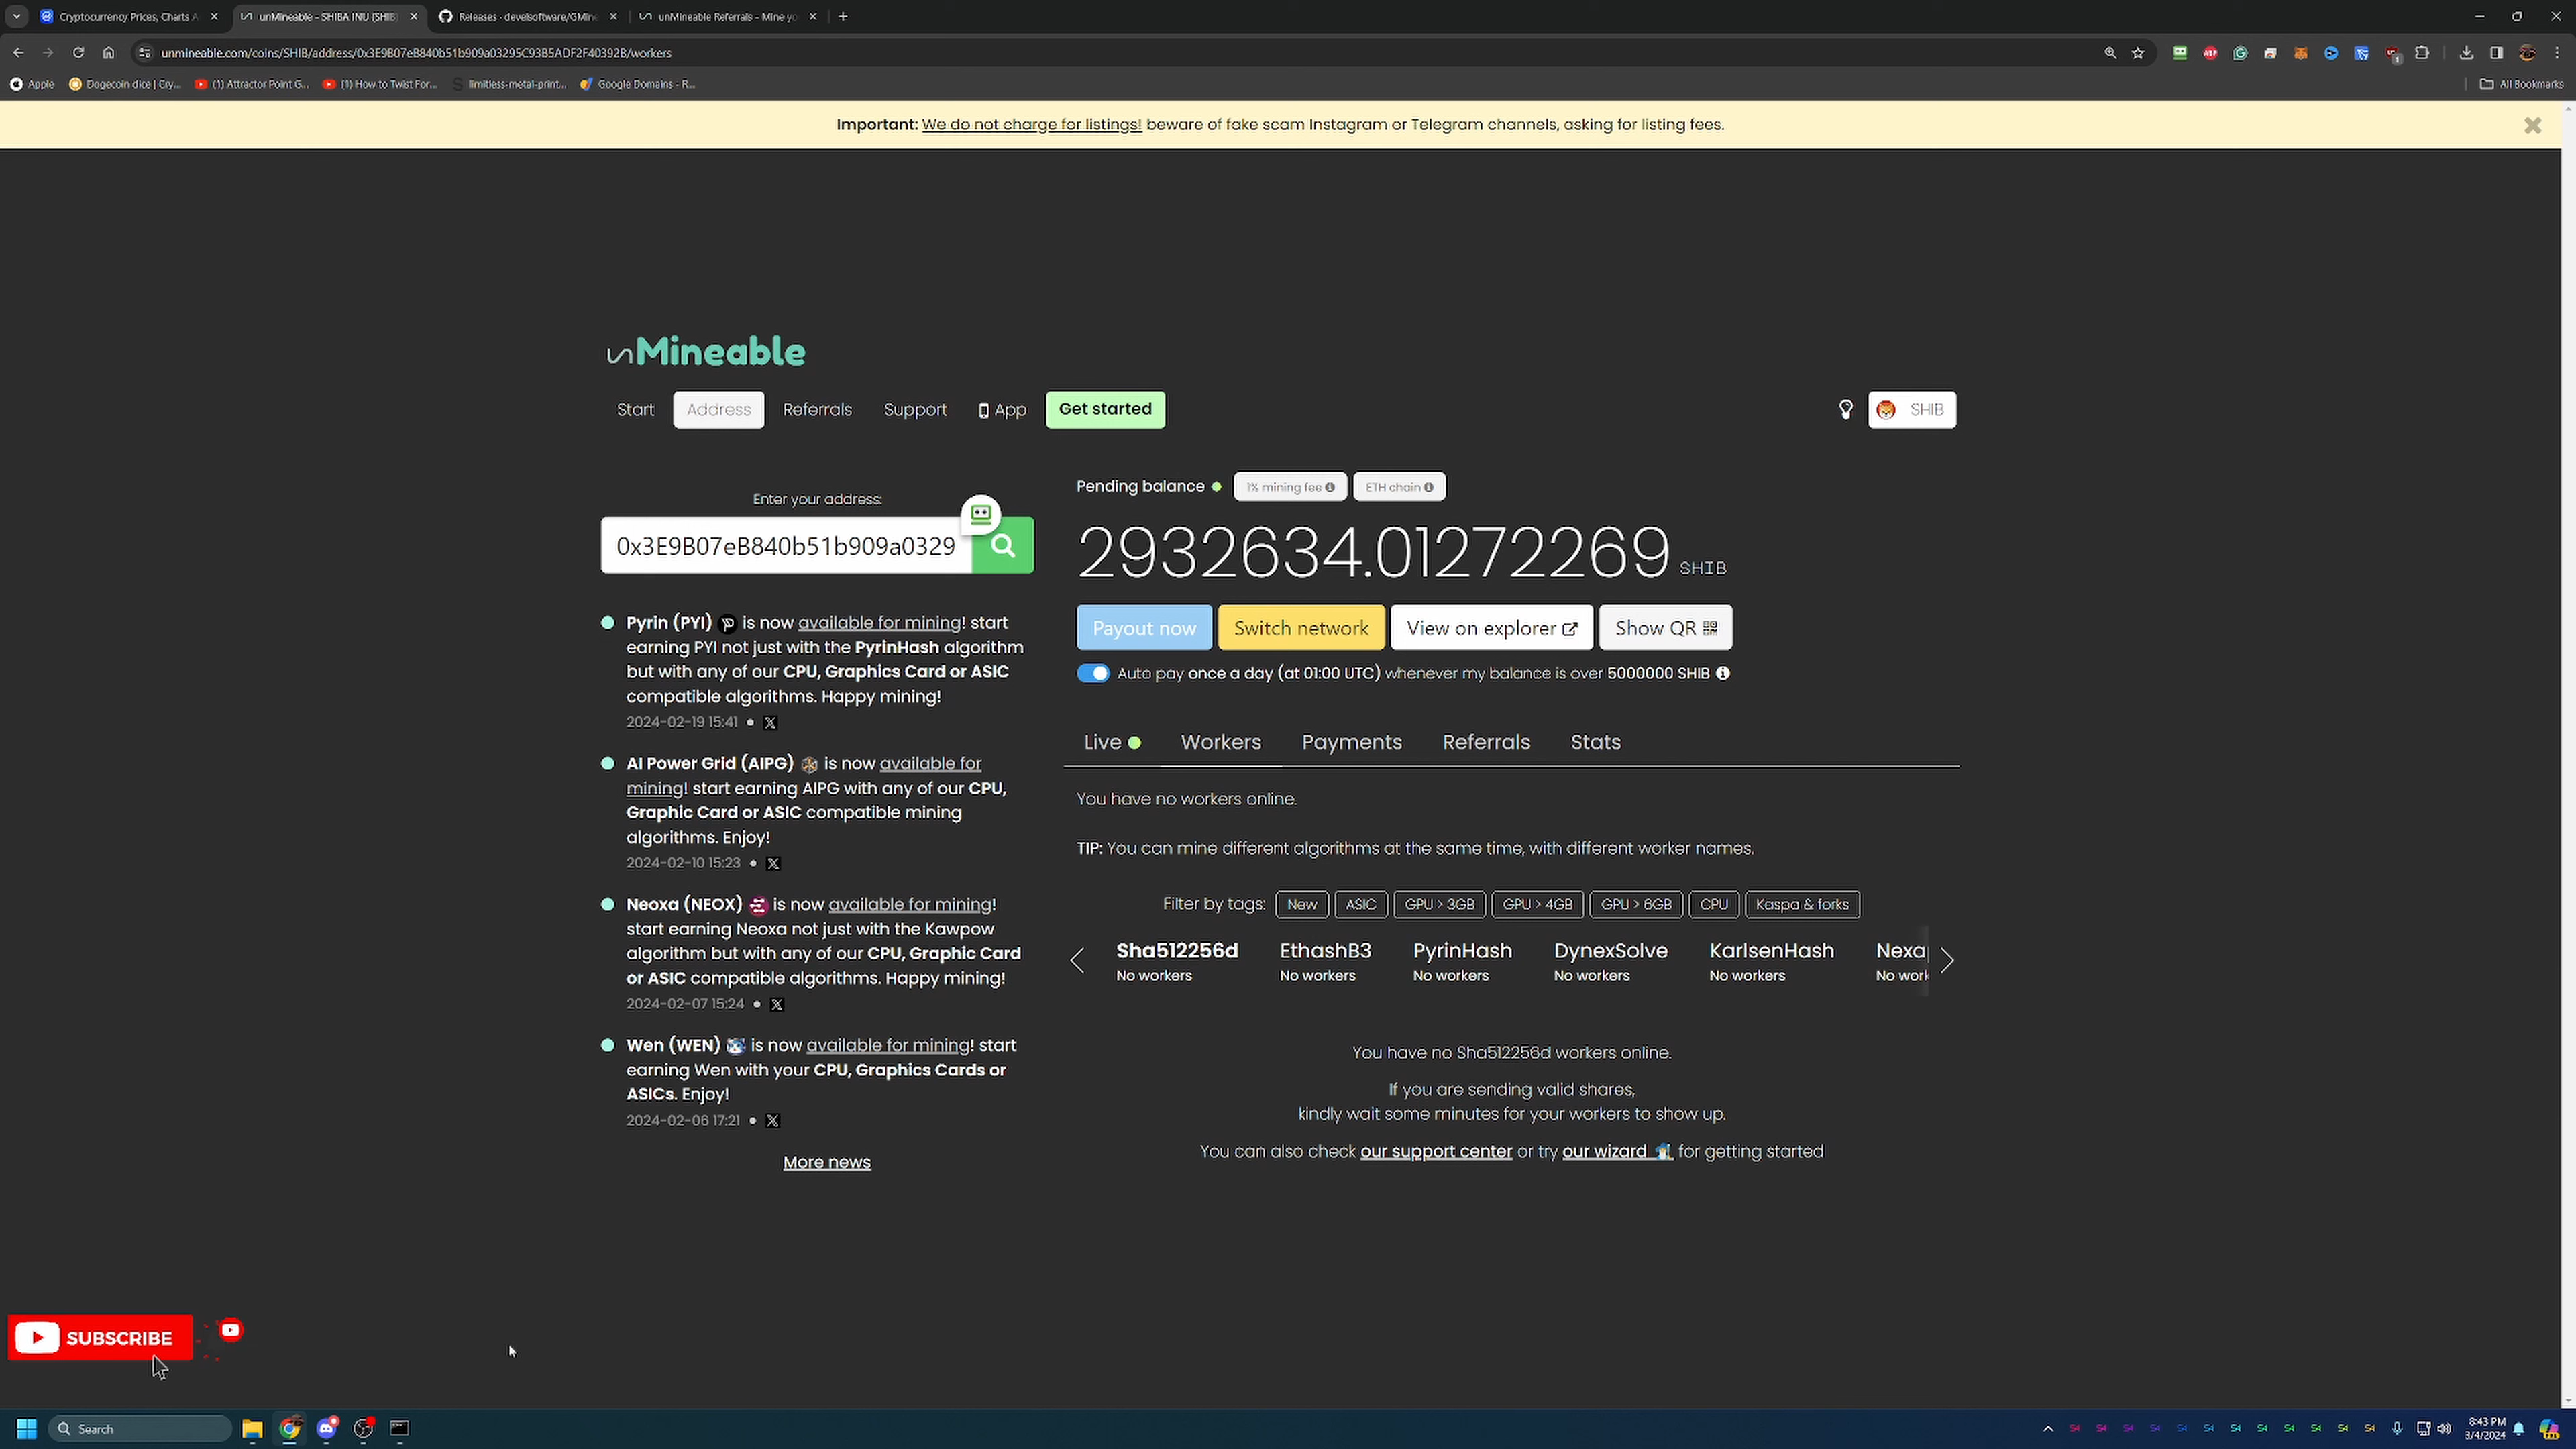 Cryptocurrency Prices, Charts A
unMineable - SHIBA INU (SHIB)
Releases · develsoftware/GMine
unMineable Referrals - Mine yo
unmineable.com/coins/SHIB/address/0x3E9B07eB840b51b909a03295C93B5ADF2F40392B/workers
Apple
Dogecoin dice | Cry...
(1) Attractor Point G...
(1) How to Twist For...
limitless-metal-print...
Google Domains - R...
All Bookmarks
Important: We do not charge for listings! beware of fake scam Instagram or Telegram channels, asking for listing fees.
unMineable
Start
Address
Referrals
Support
App
Get started
SHIB
Enter your address:
0x3E9B07eB840b51b909a0329
Pyrin (PYI) is now available for mining! start
earning PYI not just with the PyrinHash algorithm
but with any of our CPU, Graphics Card or ASIC
compatible algorithms. Happy mining!
2024-02-19 15:41
AI Power Grid (AIPG) is now available for
mining! start earning AIPG with any of our CPU,
Graphic Card or ASIC compatible mining
algorithms. Enjoy!
2024-02-10 15:23
Neoxa (NEOX) is now available for mining!
start earning Neoxa not just with the Kawpow
algorithm but with any of our CPU, Graphic Card
or ASIC compatible algorithms. Happy mining!
2024-02-07 15:24
Wen (WEN) is now available for mining! start
earning Wen with your CPU, Graphics Cards or
ASICs. Enjoy!
2024-02-06 17:21
More news
Pending balance
1% mining fee
ETH chain
2932634.01272269 SHIB
Payout now
Switch network
View on explorer
Show QR
Auto pay once a day (at 01:00 UTC) whenever my balance is over 5000000 SHIB
Live
Workers
Payments
Referrals
Stats
You have no workers online.
TIP: You can mine different algorithms at the same time, with different worker names.
Filter by tags:
New
ASIC
GPU > 3GB
GPU > 4GB
GPU > 6GB
CPU
Kaspa & forks
Sha512256d
No workers
EthashB3
No workers
PyrinHash
No workers
DynexSolve
No workers
KarlsenHash
No workers
Nexa
No work
You have no Sha512256d workers online.
If you are sending valid shares,
kindly wait some minutes for your workers to show up.
You can also check our support center or try our wizard for getting started
SUBSCRIBE
Search
8:43 PM
3/4/2024